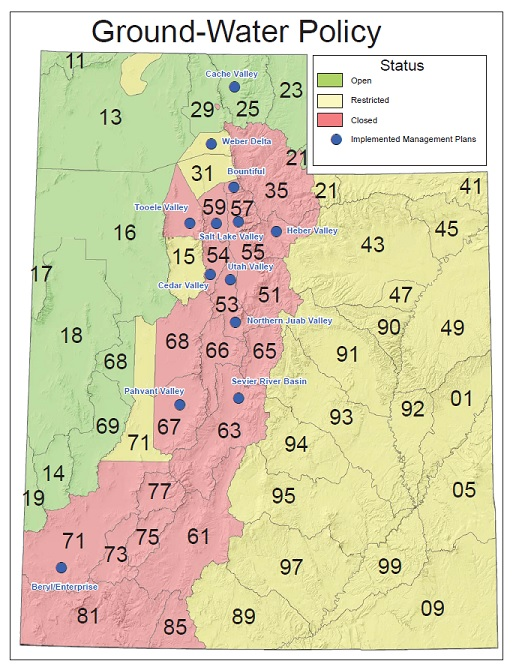 Ground-Water Policy
Status
Open
Restricted
Closed
Implemented Management Plans
11
Cache Valley
23
13
29
25
Weber Delta
21
31
Bountiful
35
21
41
Tooele Valley
59
57
45
16
Salt Lake Valley
Heber Valley
43
15
54
55
17
Utah Valley
Cedar Valley
51
47
53
Northern Juab Valley
90
49
18
68
68
66
65
91
Sevier River Basin
Pahvant Valley
01
92
93
69
67
63
71
94
14
77
95
05
19
71
75
61
73
97
99
Beryl/Enterprise
81
85
89
09